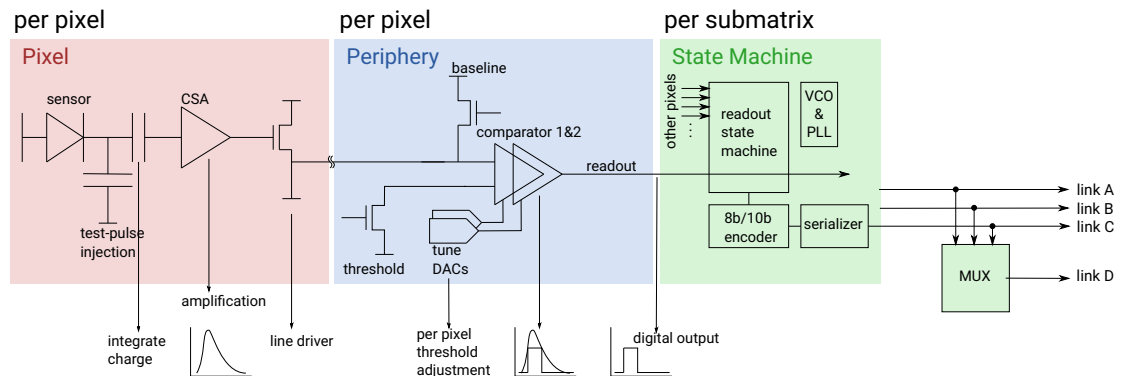 per pixel
per pixel
per submatrix
Pixel
Periphery
State Machine
sensor
CSA
baseline
comparator 1&2
other pixels
...
readout
state
machine
VCO
&
PLL
readout
test-pulse
injection
threshold
tune
DACs
8b/10b
encoder
serializer
link A
link B
link C
MUX
link D
amplification
integrate
charge
line driver
per pixel
threshold
adjustment
digital output